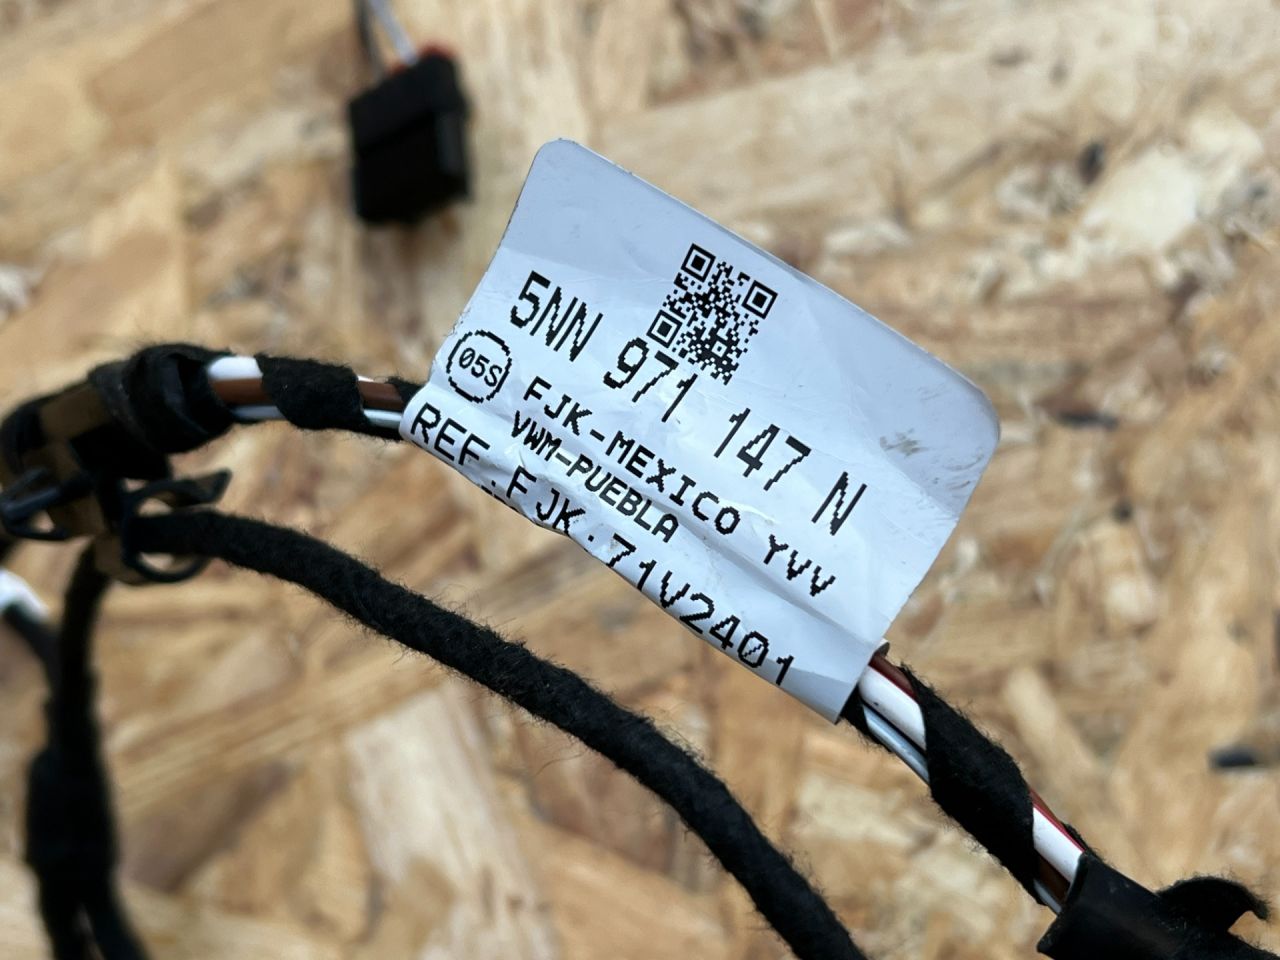 5NN 971 147 N
05S
FJK-MEXICO YVV
VWM-PUEBLA
REF.FJK.71V2401